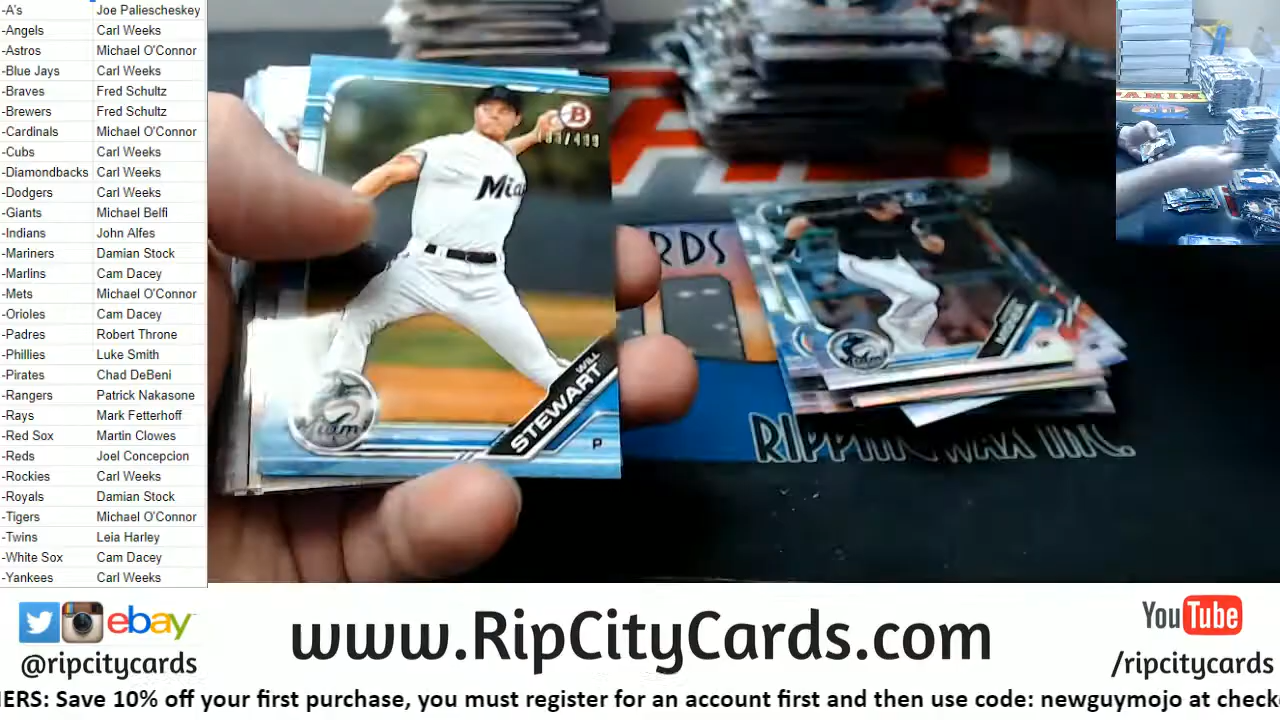 -A's Joe Paliescheskey
-Angels Carl Weeks
-Astros Michael O'Connor
-Blue Jays Carl Weeks
-Braves Fred Schultz
-Brewers Fred Schultz
-Cardinals Michael O'Connor
-Cubs Carl Weeks
-Diamondbacks Carl Weeks
-Dodgers Carl Weeks
-Giants Michael Belfi
-Indians John Alfes
-Mariners Damian Stock
-Marlins Cam Dacey
-Mets Michael O'Connor
-Orioles Cam Dacey
-Padres Robert Throne
-Phillies Luke Smith
-Pirates Chad DeBeni
-Rangers Patrick Nakasone
-Rays Mark Fetterhoff
-Red Sox Martin Clowes
-Reds Joel Concepcion
-Rockies Carl Weeks
-Royals Damian Stock
-Tigers Michael O'Connor
-Twins Leia Harley
-White Sox Cam Dacey
-Yankees Carl Weeks
B
/499
Mia
Miami
WILL
STEWART
P
RDS
Miami
RIPPIN WAX INC.
PANINI
ebay
@ripcitycards
www.RipCityCards.com
YouTube
/ripcitycards
IERS: Save 10% off your first purchase, you must register for an account first and then use code: newguymojo at check